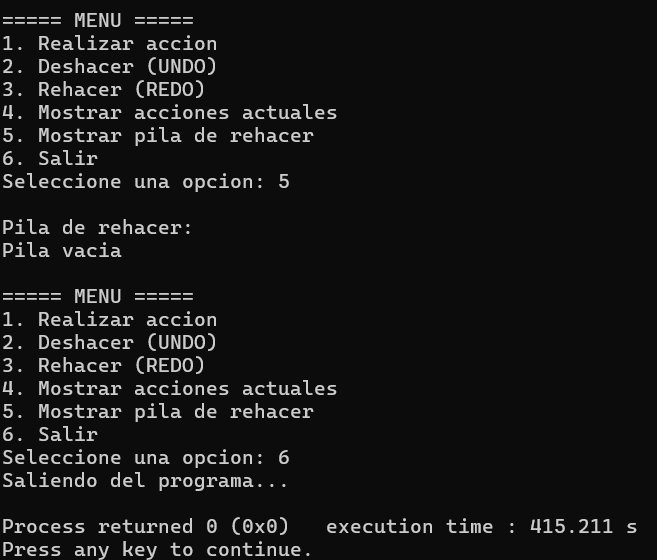 ===== MENU =====
1. Realizar accion
2. Deshacer (UNDO)
3. Rehacer (REDO)
4. Mostrar acciones actuales
5. Mostrar pila de rehacer
6. Salir
Seleccione una opcion: 5
Pila de rehacer:
Pila vacia
===== MENU =====
1. Realizar accion
2. Deshacer (UNDO)
3. Rehacer (REDO)
4. Mostrar acciones actuales
5. Mostrar pila de rehacer
6. Salir
Seleccione una opcion: 6
Saliendo del programa...
Process returned 0 (0x0)   execution time : 415.211 s
Press any key to continue.